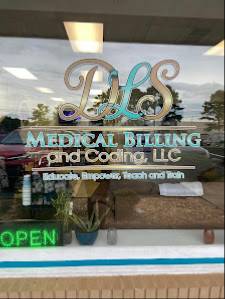 DLS
MEDICAL BILLING
and Coding, LLC
Educate, Empower, Teach and Train
OPEN